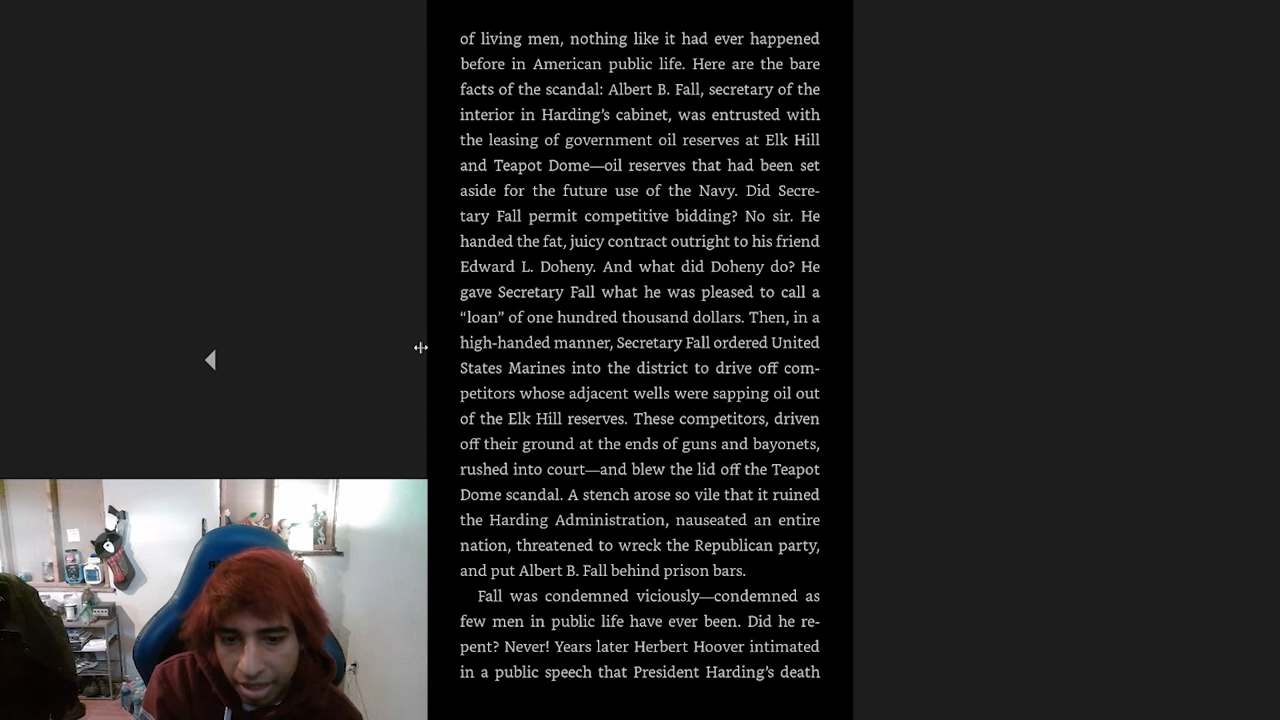 of living men, nothing like it had ever happened
before in American public life. Here are the bare
facts of the scandal: Albert B. Fall, secretary of the
interior in Harding’s cabinet, was entrusted with
the leasing of government oil reserves at Elk Hill
and Teapot Dome—oil reserves that had been set
aside for the future use of the Navy. Did Secre-
tary Fall permit competitive bidding? No sir. He
handed the fat, juicy contract outright to his friend
Edward L. Doheny. And what did Doheny do? He
gave Secretary Fall what he was pleased to call a
“loan” of one hundred thousand dollars. Then, in a
high-handed manner, Secretary Fall ordered United
States Marines into the district to drive off com-
petitors whose adjacent wells were sapping oil out
of the Elk Hill reserves. These competitors, driven
off their ground at the ends of guns and bayonets,
rushed into court—and blew the lid off the Teapot
Dome scandal. A stench arose so vile that it ruined
the Harding Administration, nauseated an entire
nation, threatened to wreck the Republican party,
and put Albert B. Fall behind prison bars.
Fall was condemned viciously—condemned as
few men in public life have ever been. Did he re-
pent? Never! Years later Herbert Hoover intimated
in a public speech that President Harding’s death